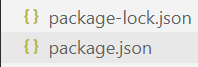 { } package-lock.json
{ } package.json